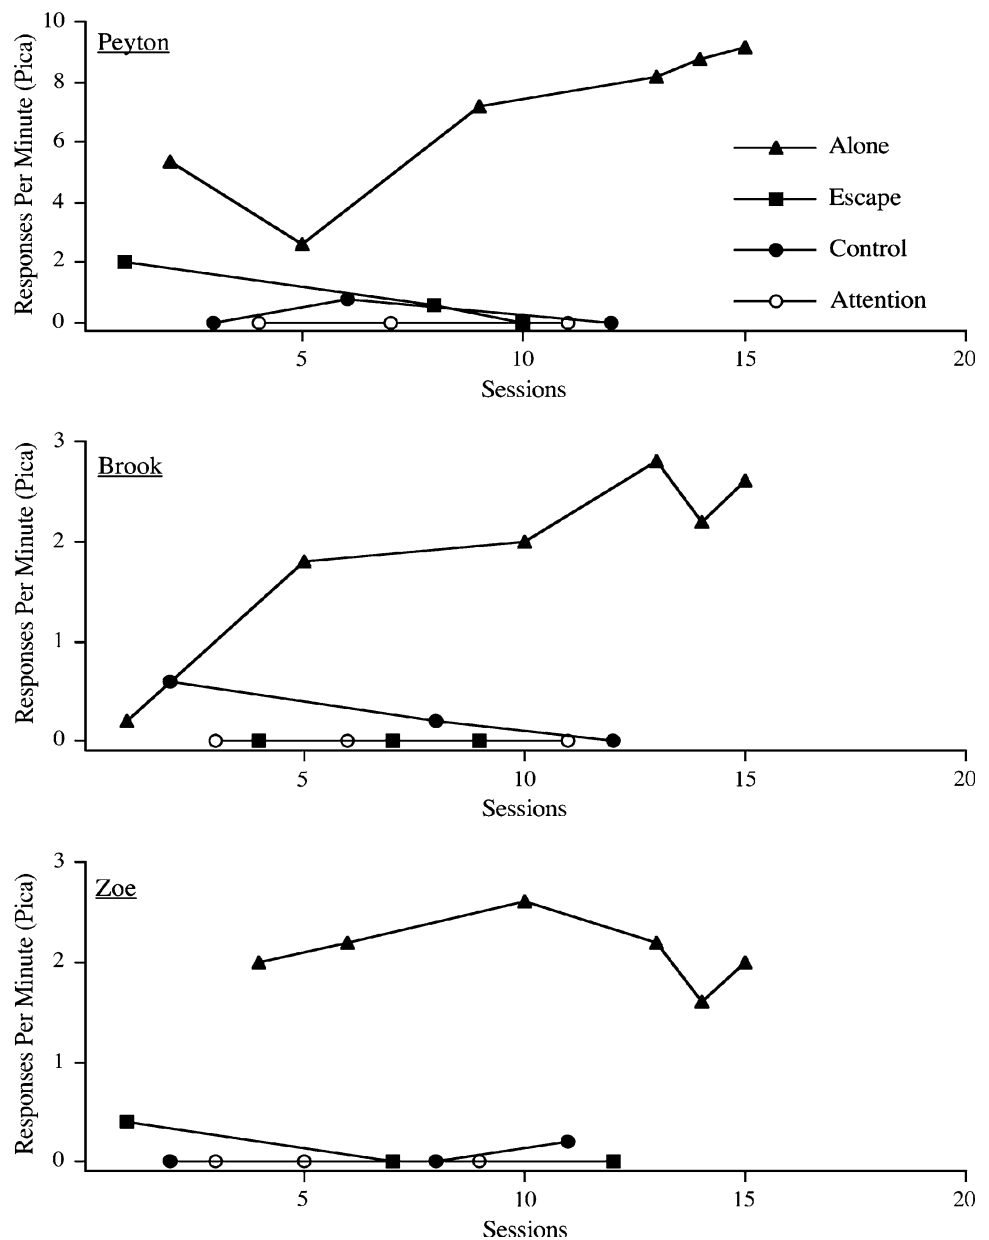 Peyton
Responses Per Minute (Pica)
10
8
6
4
2
0
Alone
Escape
Control
Attention
5 10 15 20
Sessions
Brook
Responses Per Minute (Pica)
3
2
1
0
5 10 15 20
Sessions
Zoe
Responses Per Minute (Pica)
3
2
1
0
5 10 15 20
Sessions